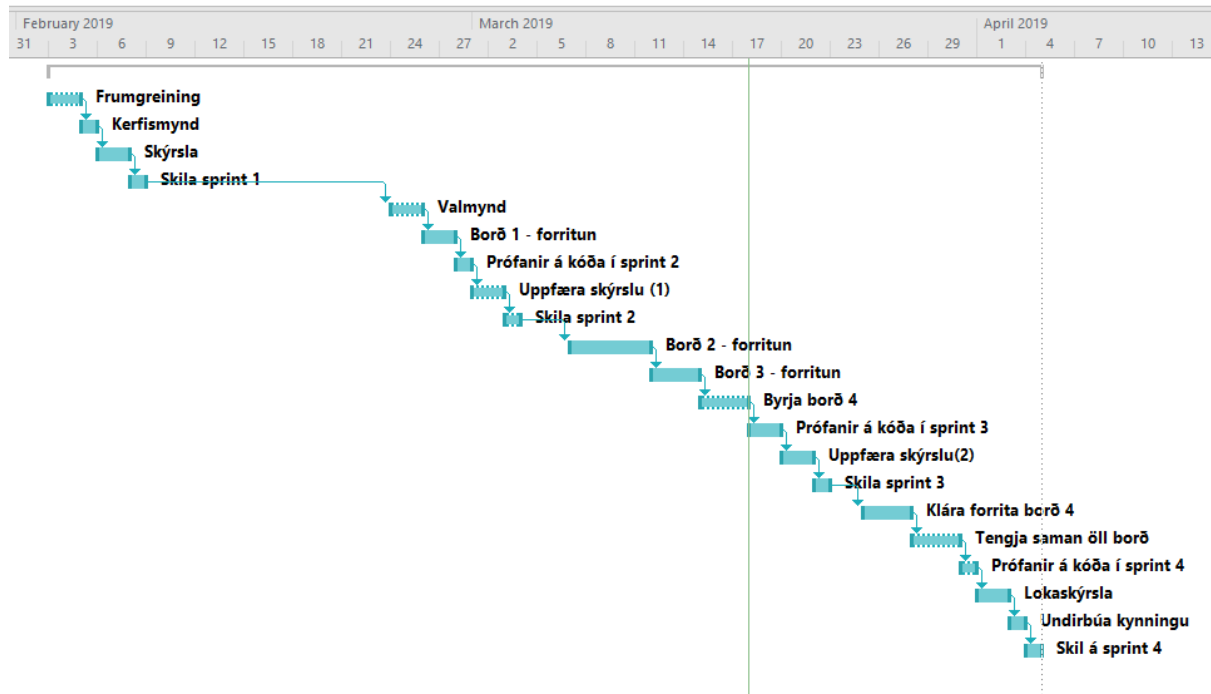 February 2019 March 2019 April 2019
31 3 6 9 12 15 18 21 24 27 2 5 8 11 14 17 20 23 26 29 1 4 7 10 13
Frumgreining
Kerfismynd
Skýrsla
Skila sprint 1
Valmynd
Borð 1 - forritun
Prófanir á kóða í sprint 2
Uppfæra skýrslu (1)
Skila sprint 2
Borð 2 - forritun
Borð 3 - forritun
Byrja borð 4
Prófanir á kóða í sprint 3
Uppfæra skýrslu(2)
Skila sprint 3
Klára forrita borð 4
Tengja saman öll borð
Prófanir á kóða í sprint 4
Lokaskýrsla
Undirbúa kynningu
Skil á sprint 4